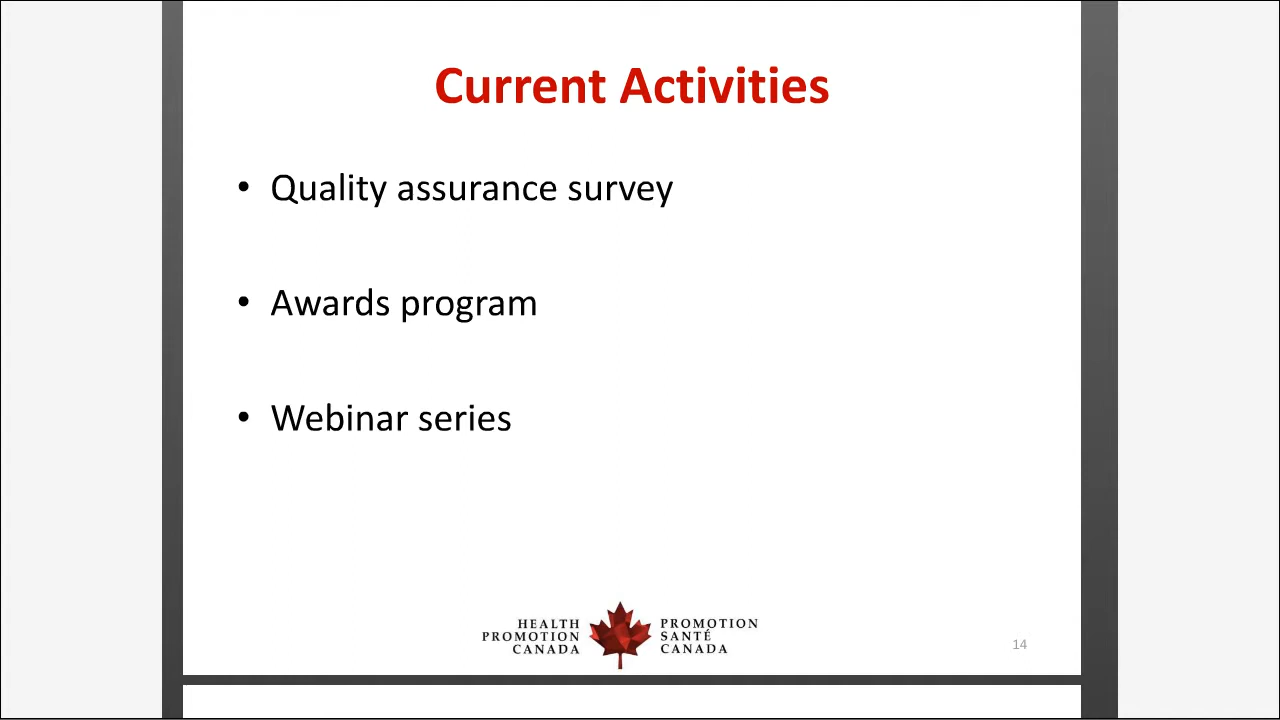 Current Activities
• Quality assurance survey
• Awards program
• Webinar series
HEALTH
PROMOTION
CANADA
PROMOTION
SANTÉ
CANADA
14